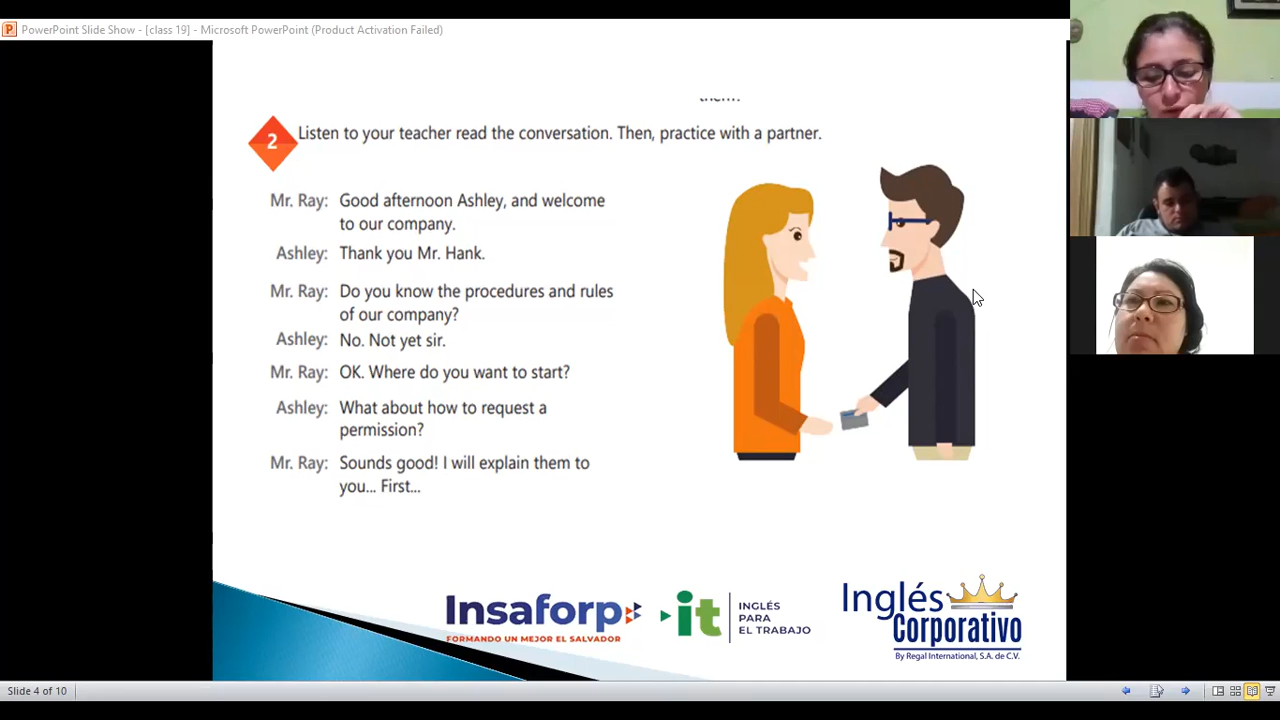 PowerPoint Slide Show - [class 19] - Microsoft PowerPoint (Product Activation Failed)
them?
2
Listen to your teacher read the conversation. Then, practice with a partner.
Mr. Ray: Good afternoon Ashley, and welcome
to our company.
Ashley: Thank you Mr. Hank.
Mr. Ray: Do you know the procedures and rules
of our company?
Ashley: No. Not yet sir.
Mr. Ray: OK. Where do you want to start?
Ashley: What about how to request a
permission?
Mr. Ray: Sounds good! I will explain them to
you... First...
Insaforp
FORMANDO UN MEJOR EL SALVADOR
it
INGLÉS
PARA
EL TRABAJO
Inglés
Corporativo
By Regal International, S.A. de C.V.
Slide 4 of 10